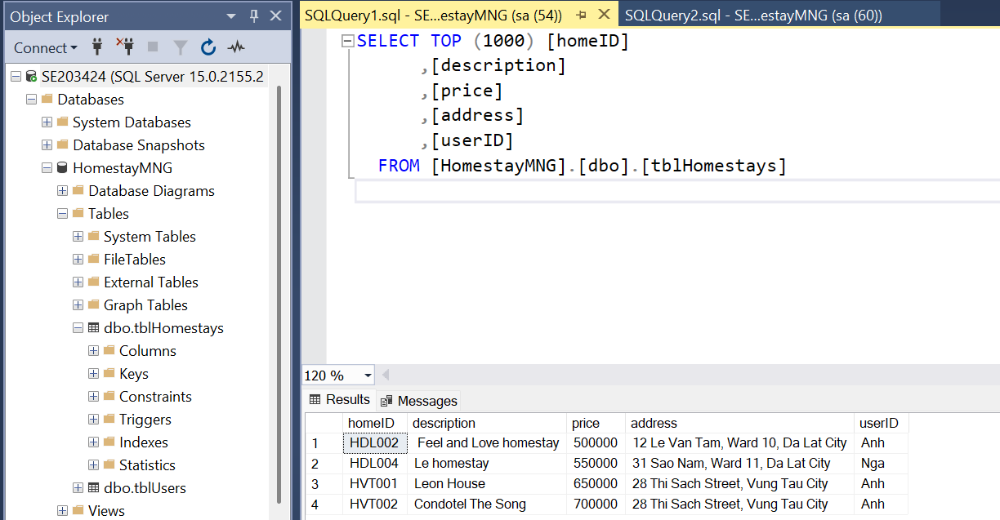 Object Explorer
Connect
SE203424 (SQL Server 15.0.2155.2
Databases
System Databases
Database Snapshots
HomestayMNG
Database Diagrams
Tables
System Tables
FileTables
External Tables
Graph Tables
dbo.tblHomestays
Columns
Keys
Constraints
Triggers
Indexes
Statistics
dbo.tblUsers
Views
SQLQuery1.sql - SE...estayMNG (sa (54))
SQLQuery2.sql - SE...estayMNG (sa (60))
SELECT TOP (1000) [homeID]
,[description]
,[price]
,[address]
,[userID]
FROM [HomestayMNG].[dbo].[tblHomestays]
120 %
Results Messages
homeID description price address userID
1 HDL002 Feel and Love homestay 500000 12 Le Van Tam, Ward 10, Da Lat City Anh
2 HDL004 Le homestay 550000 31 Sao Nam, Ward 11, Da Lat City Nga
3 HVT001 Leon House 650000 28 Thi Sach Street, Vung Tau City Anh
4 HVT002 Condotel The Song 700000 28 Thi Sach Street, Vung Tau City Anh